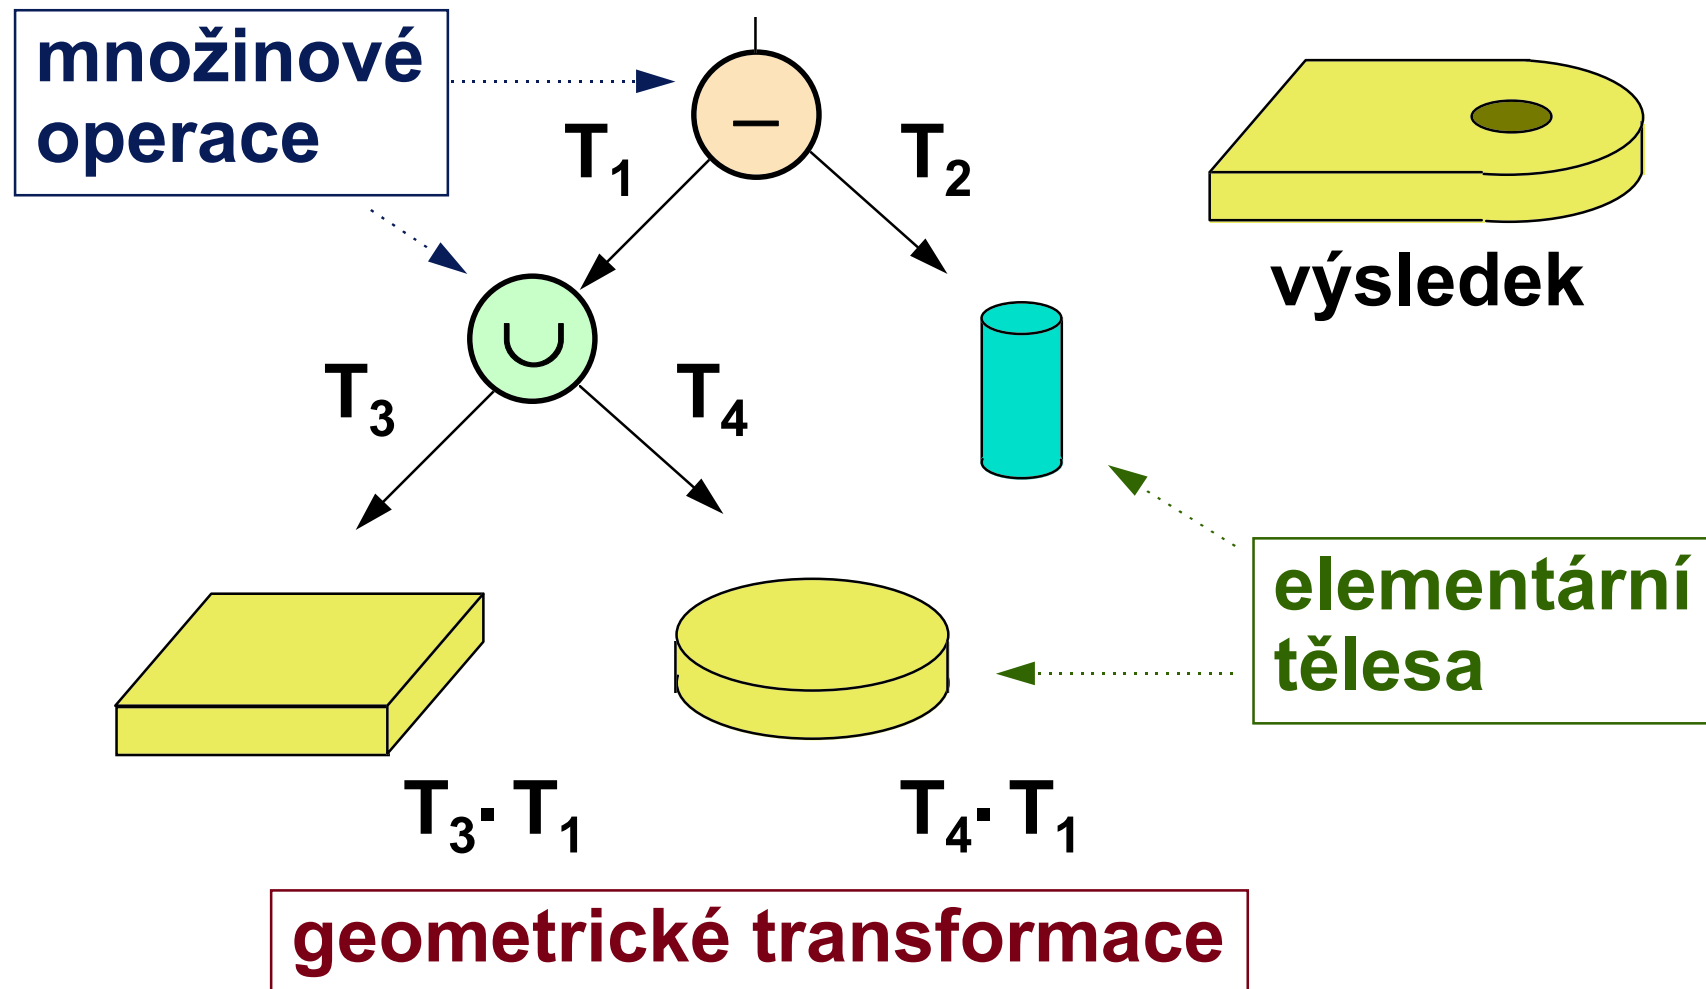 množinové
operace
–
T₁
T₂
výsledek
∪
T₃
T₄
elementární
tělesa
T₃· T₁
T₄· T₁
geometrické transformace